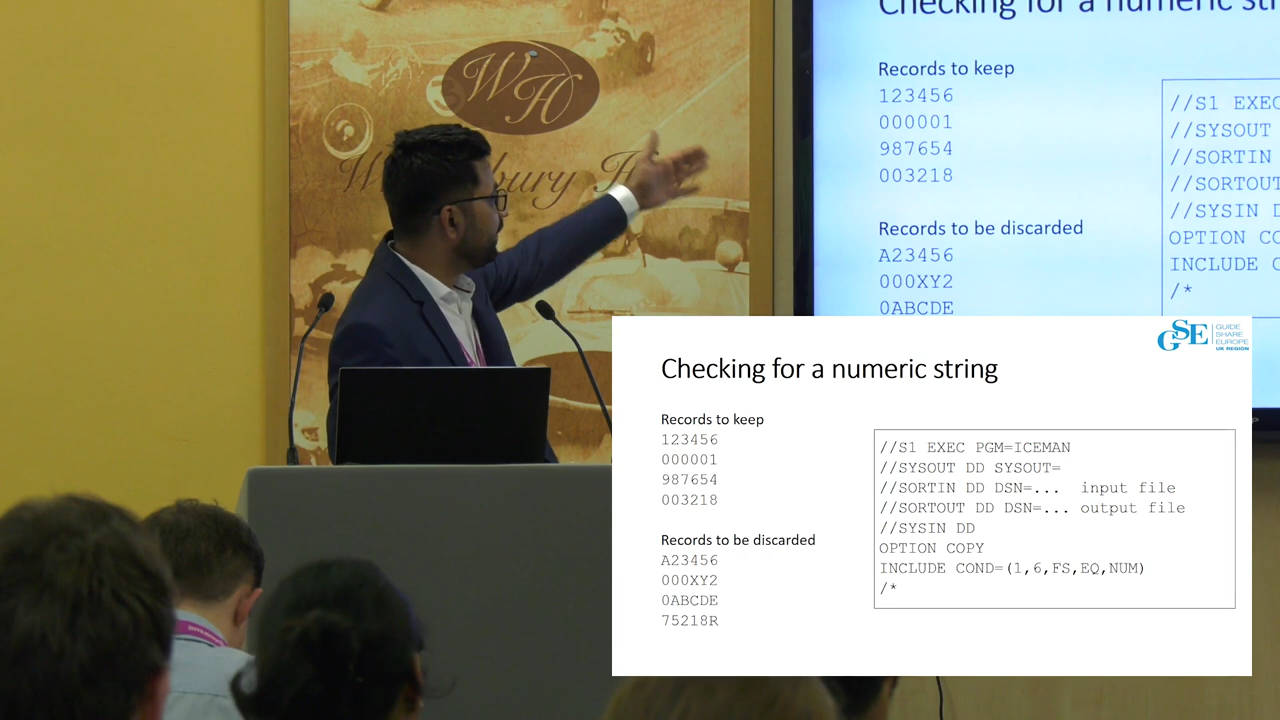 WH
Checking for a numeric
Records to keep
123456
000001
987654
003218
Records to be discarded
A23456
000XY2
0ABCDE
//S1 EXEC
//SYSOUT
//SORTIN
//SORTOUT
//SYSIN
OPTION
INCLUDE
/*
GSE
GUIDE
SHARE
EUROPE
UK REGION
Checking for a numeric string
Records to keep
123456
000001
987654
003218
Records to be discarded
A23456
000XY2
0ABCDE
75218R
//S1 EXEC PGM=ICEMAN
//SYSOUT DD SYSOUT=
//SORTIN DD DSN=... input file
//SORTOUT DD DSN=... output file
//SYSIN DD
OPTION COPY
INCLUDE COND=(1,6,FS,EQ,NUM)
/*